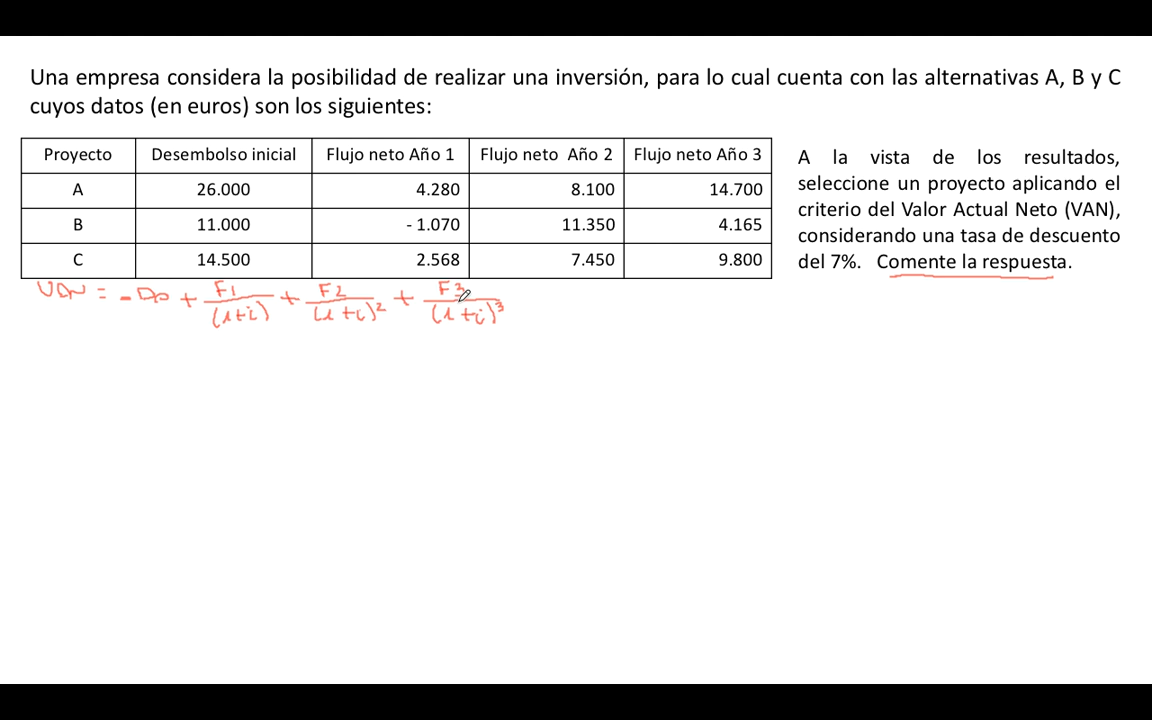 Una empresa considera la posibilidad de realizar una inversión, para lo cual cuenta con las alternativas A, B y C
cuyos datos (en euros) son los siguientes:
Proyecto Desembolso inicial Flujo neto Año 1 Flujo neto Año 2 Flujo neto Año 3
A 26.000 4.280 8.100 14.700
B 11.000 - 1.070 11.350 4.165
C 14.500 2.568 7.450 9.800
A la vista de los resultados,
seleccione un proyecto aplicando el
criterio del Valor Actual Neto (VAN),
considerando una tasa de descuento
del 7%. Comente la respuesta.
VAN = - Do + F1/(1+i) + F2/(1+i)² + F3/(1+i)³